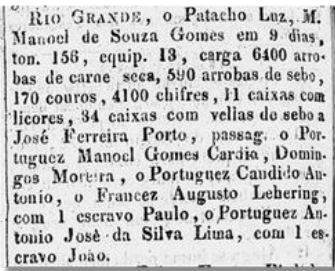 RIO GRANDE, o Patacho Luz, M.
Manoel de Souza Gomes em 9 dias,
ton. 156, equip. 13, carga 6400 arro-
bas de carne seca, 590 arrobas de sebo,
170 couros, 4100 chifres, 11 caixas com
licores, 34 caixas com vellas de sebo a
José Ferreira Porto, passag. o Por-
tuguez Manoel Gomes Cardia, Domin-
gos Moreira, o Portuguez Candido An-
tonio, o Francez Augusto Lehering,
com 1 escravo Paulo, o Portuguez An-
tonio José da Silva Lima, com 1 es-
cravo João.